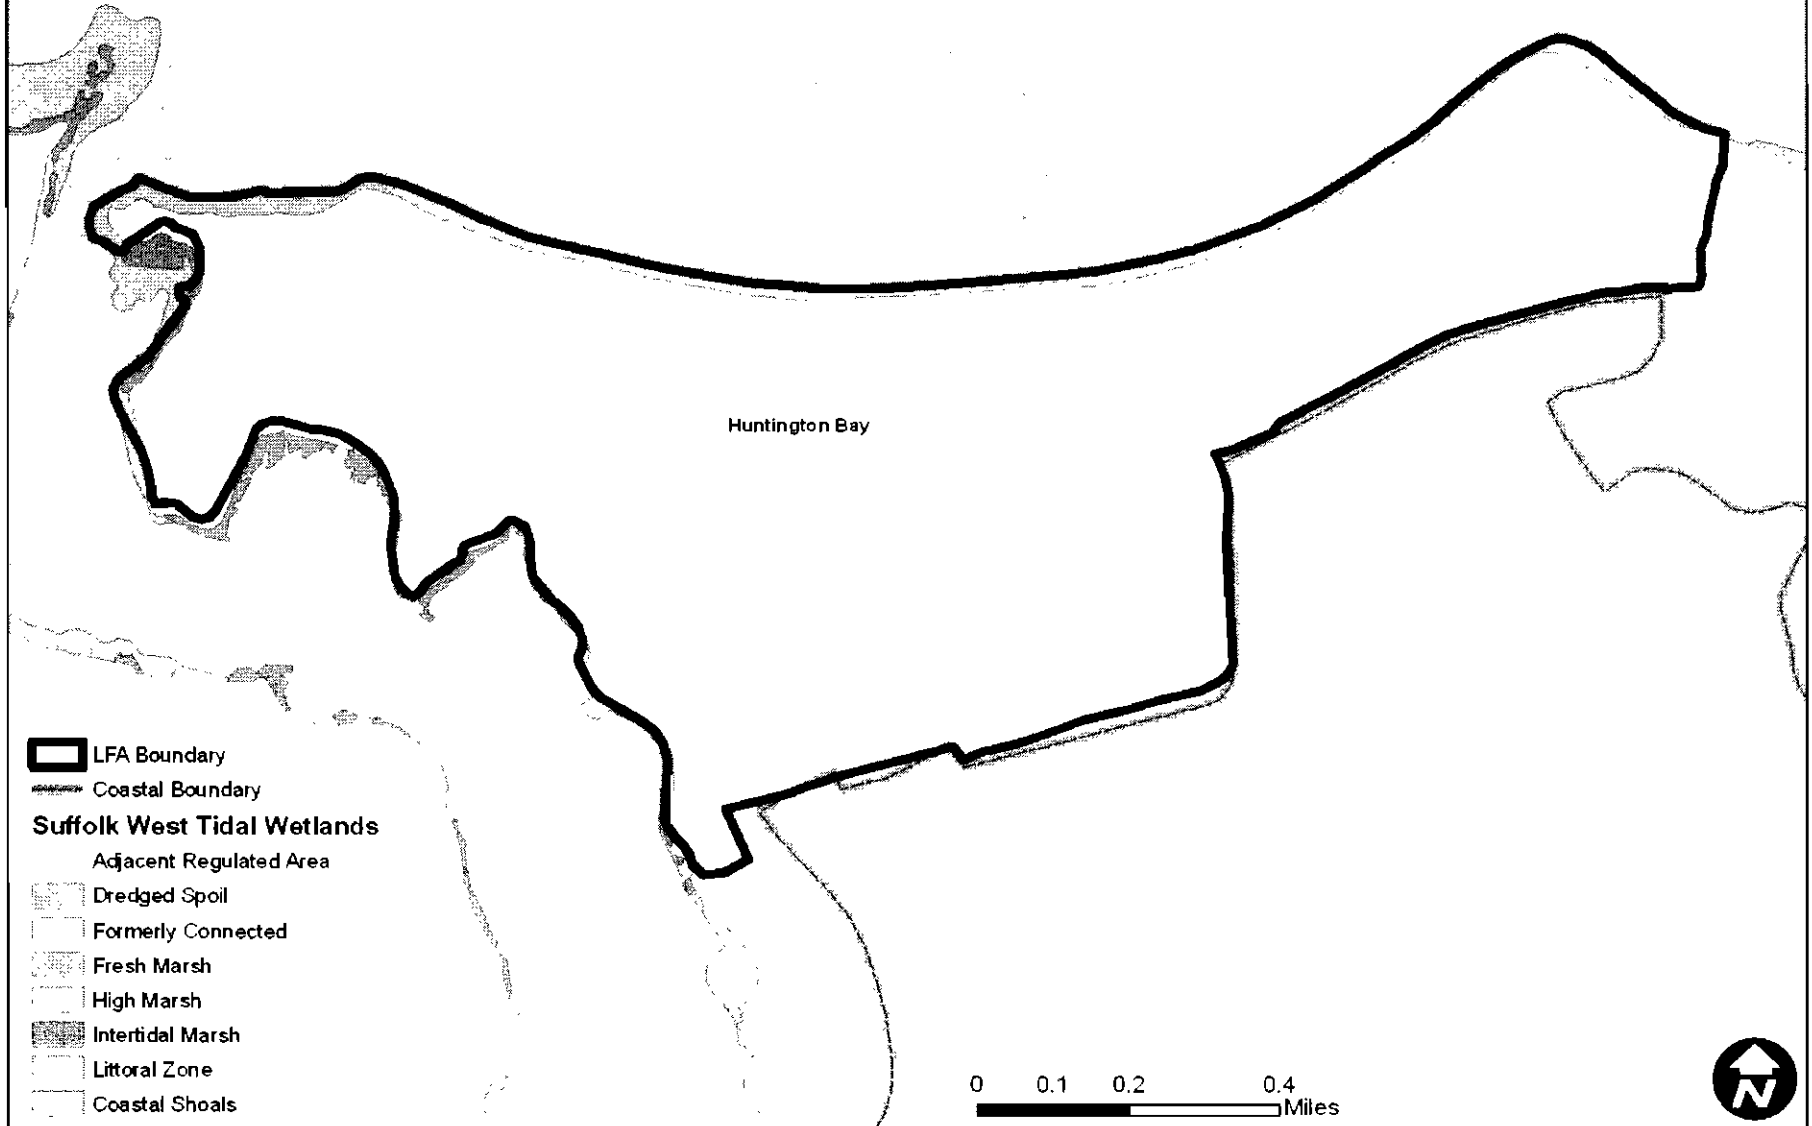 Huntington Bay
LFA Boundary
Coastal Boundary
Suffolk West Tidal Wetlands
Adjacent Regulated Area
Dredged Spoil
Formerly Connected
Fresh Marsh
High Marsh
Intertidal Marsh
Littoral Zone
Coastal Shoals
0 0.1 0.2 0.4
Miles
N